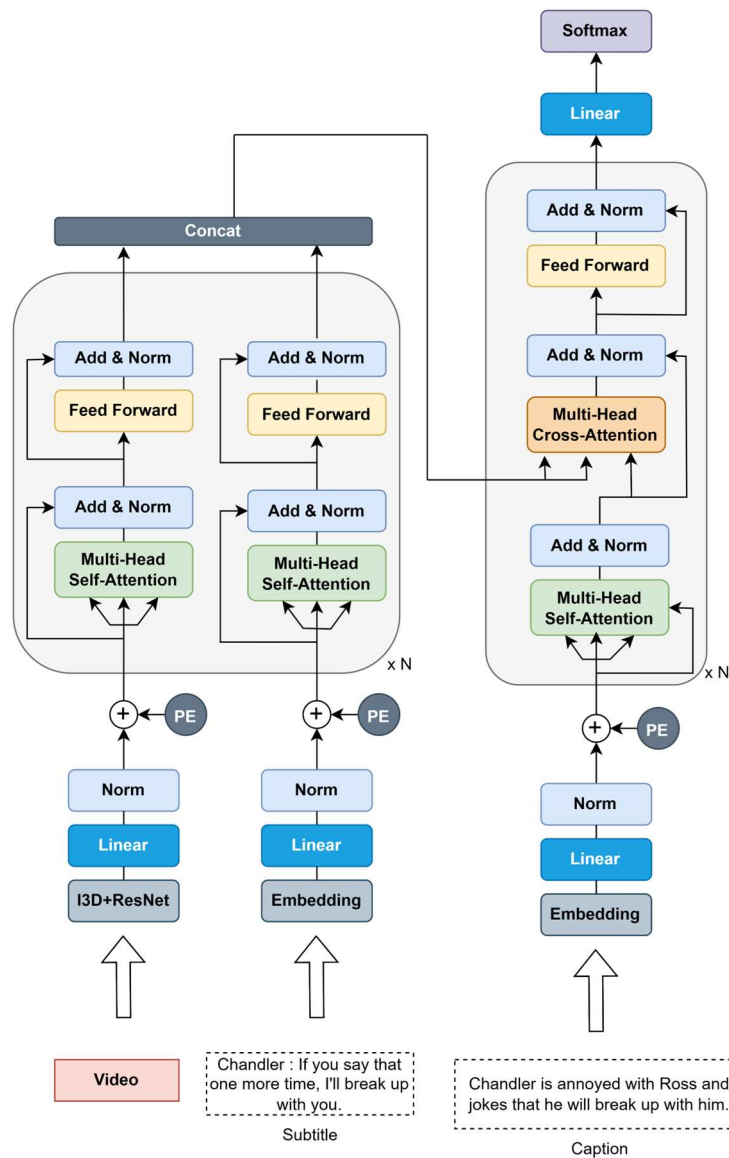 Softmax
Linear
Add & Norm
Feed Forward
Add & Norm
Multi-Head
Cross-Attention
Add & Norm
Multi-Head
Self-Attention
x N
+
PE
Norm
Linear
Embedding
Chandler is annoyed with Ross and
jokes that he will break up with him.
Caption
Concat
Add & Norm
Feed Forward
Add & Norm
Multi-Head
Self-Attention
+
PE
Norm
Linear
I3D+ResNet
Video
Add & Norm
Feed Forward
Add & Norm
Multi-Head
Self-Attention
x N
+
PE
Norm
Linear
Embedding
Chandler : If you say that
one more time, I'll break up
with you.
Subtitle